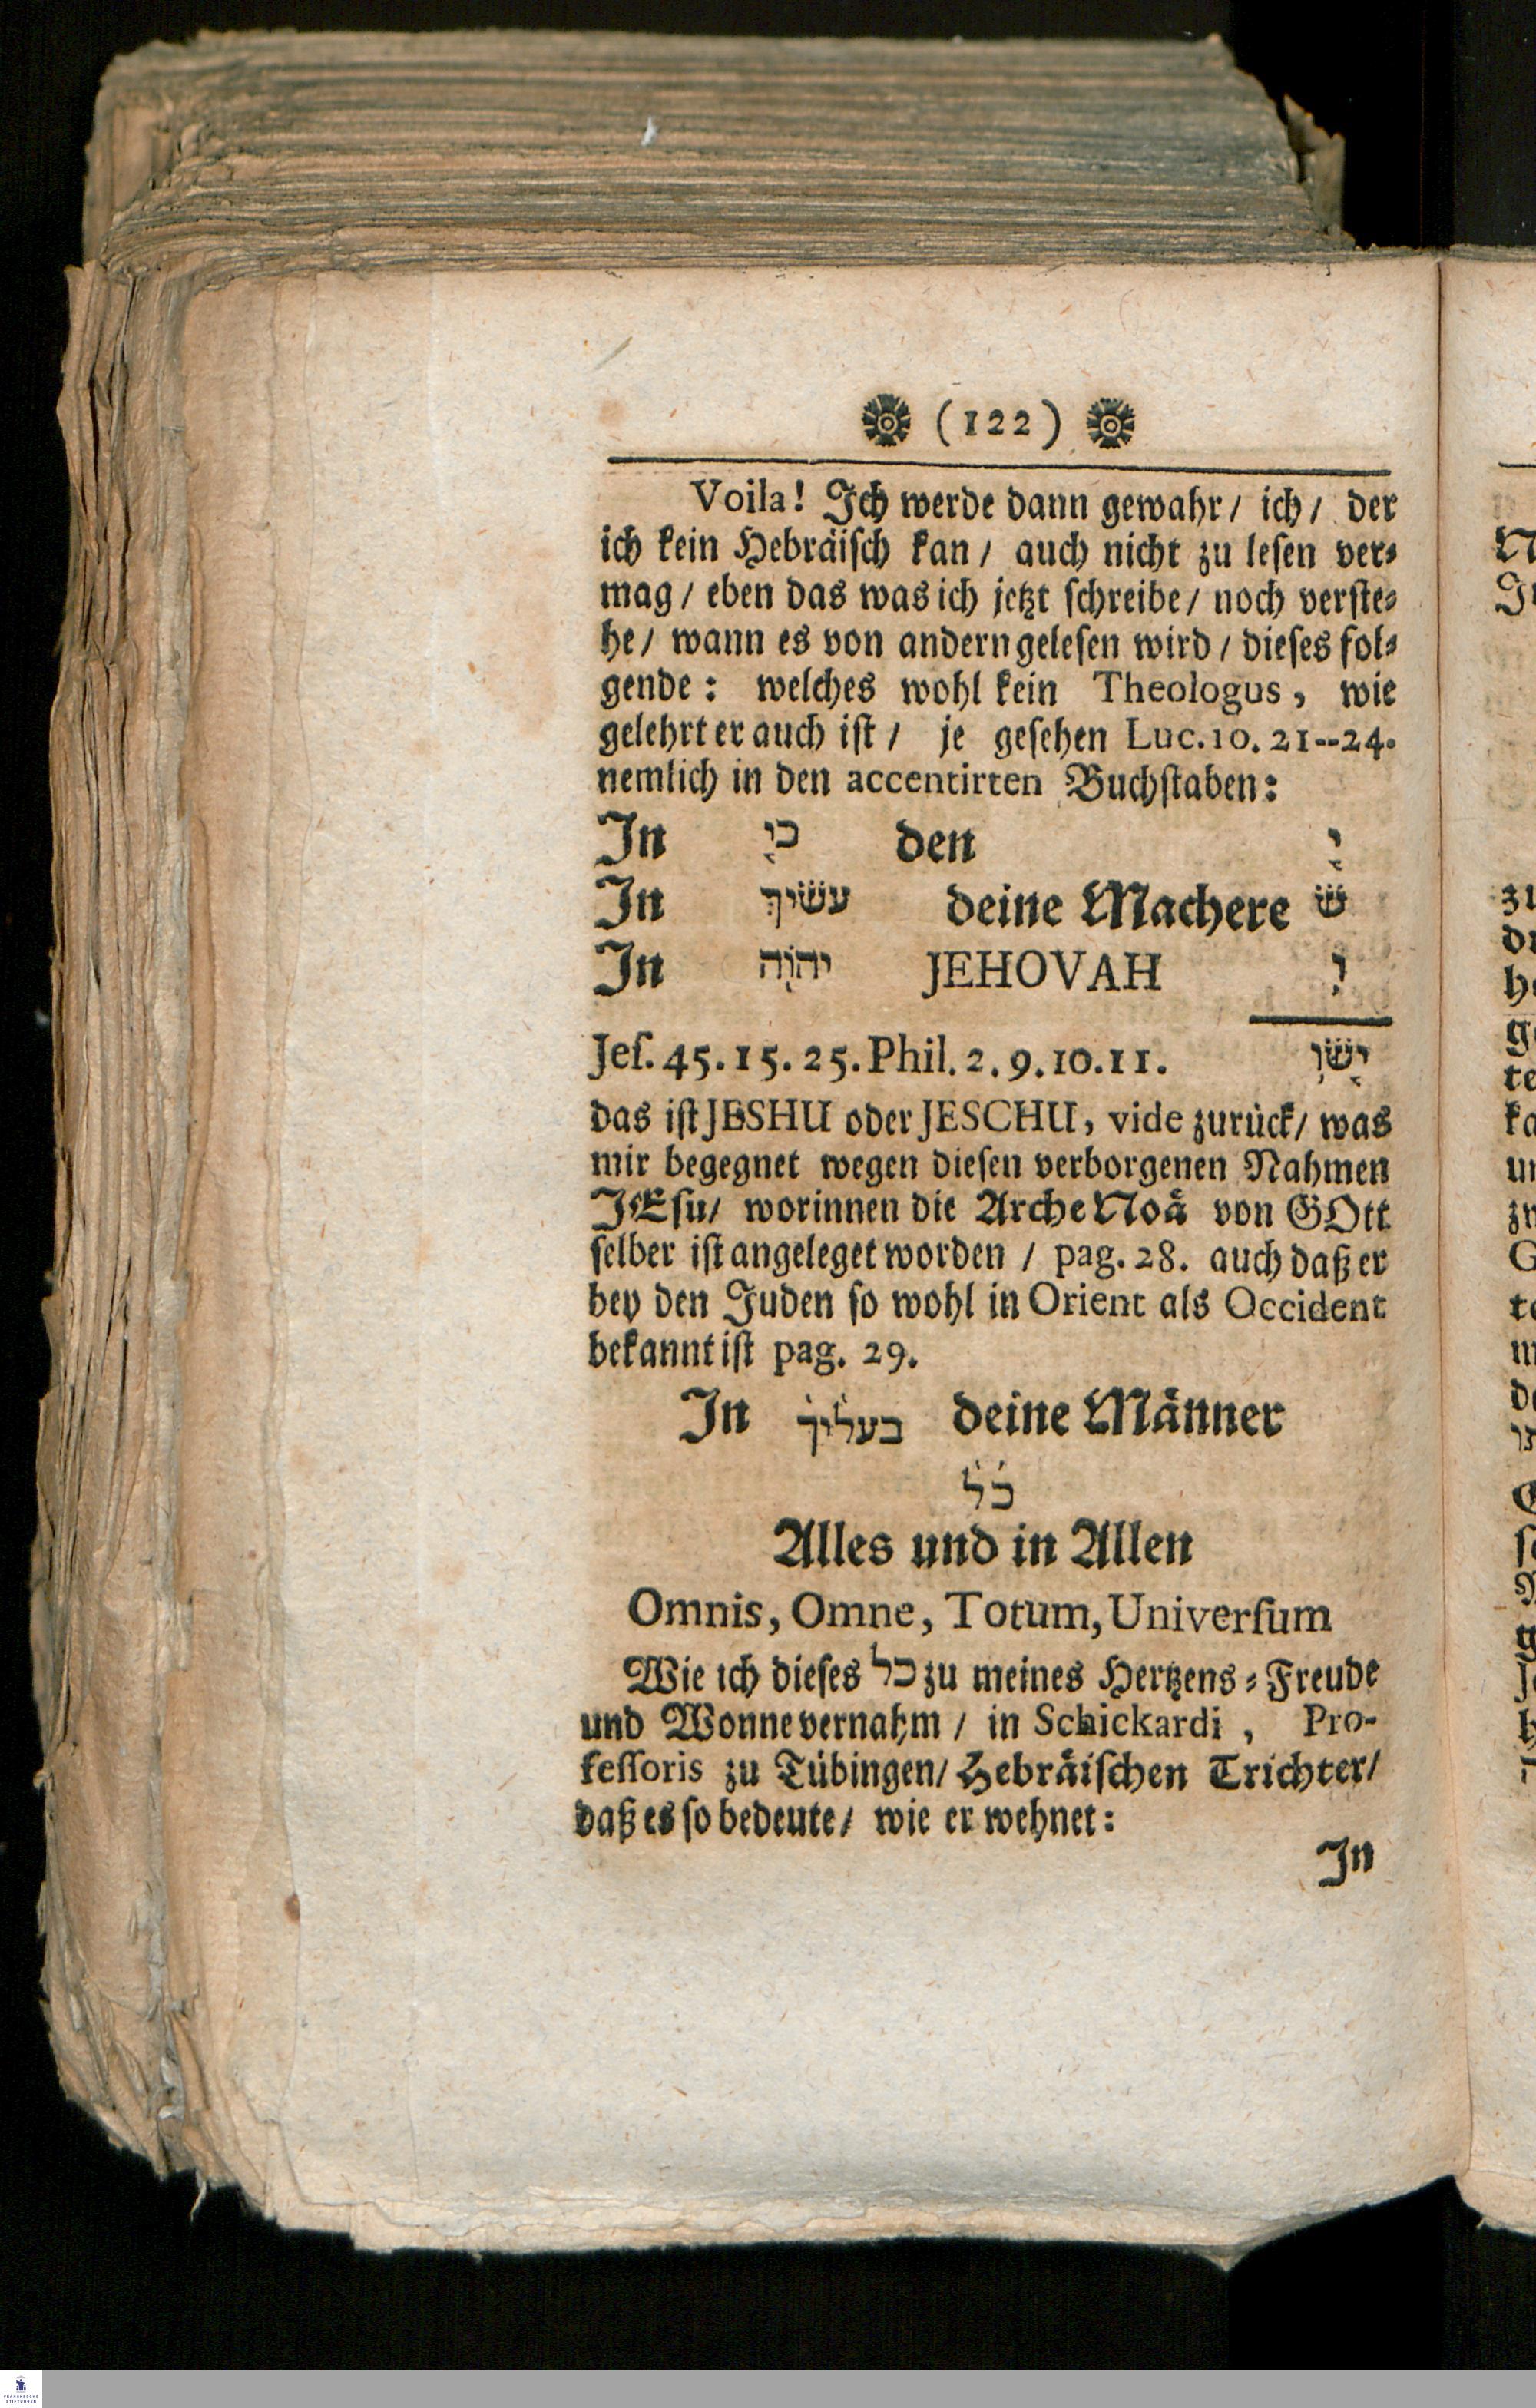 (122)
Voila! Ich werde dann gewahr/ ich/ der
ich kein Hebräisch kan/ auch nicht zu lesen ver⸗
mag/ eben das was ich jetzt schreibe/ noch verste⸗
he/ wann es von andern gelesen wird/ dieses fol⸗
gende: welches wohl kein Theologus, wie
gelehrt er auch ist/ je gesehen Luc. 10. 21--24.
nemlich in den accentirten Buchstaben:
In כי֚ den י֚
In עשׂ֔יך deine Machere שׂ֔
In יהו֖ה JEHOVAH ו֖
Jes. 45. 15. 25. Phil. 2. 9. 10. 11. י֚שׂ֔ו֖
das ist JESHU oder JESCHU, vide zurück/ was
mir begegnet wegen diesen verborgenen Nahmen
JEsu/ worinnen die Arche Noä von GOtt
selber ist angeleget worden/ pag. 28. auch daß er
bey den Juden so wohl in Orient als Occident
bekannt ist pag. 29.
In בעליך deine Männer
כל
Alles und in Allen
Omnis, Omne, Totum, Universum
Wie ich dieses כל zu meines Hertzens⸗Freude
und Wonne vernahm/ in Schickardi, Pro-
fessoris zu Tübingen/ Hebräischen Trichter/
daß es so bedeute/ wie er wehnet:
In